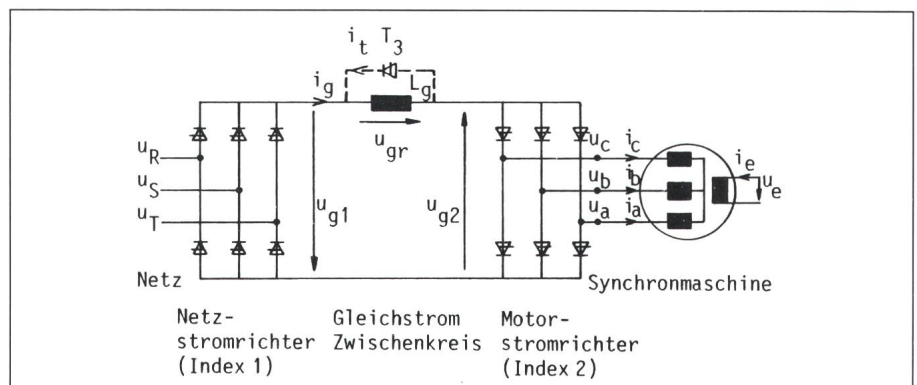 i_t T_3
i_g L_g
u_gr
u_R
u_S
u_T
u_g1
u_g2
u_c i_c
u_b i_b
u_a i_a
i_e
u_e
Netz
Synchronmaschine
Netz-
stromrichter
(Index 1)
Gleichstrom
Zwischenkreis
Motor-
stromrichter
(Index 2)